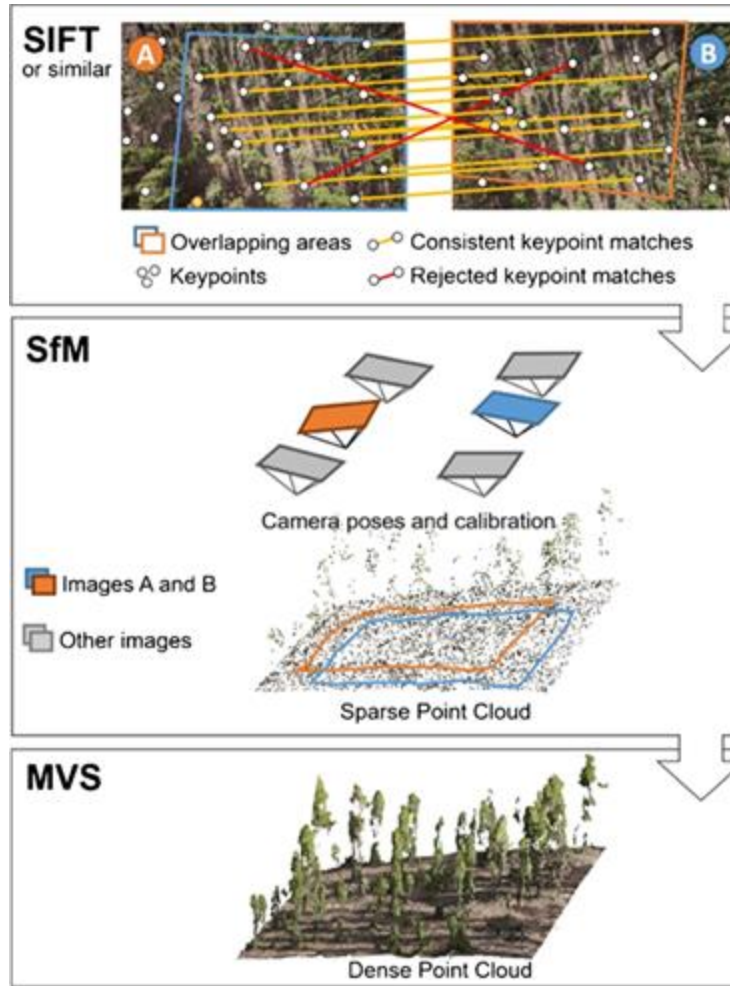 SIFT
or similar
A
B
Overlapping areas
Consistent keypoint matches
Keypoints
Rejected keypoint matches
SfM
Camera poses and calibration
Images A and B
Other images
Sparse Point Cloud
MVS
Dense Point Cloud